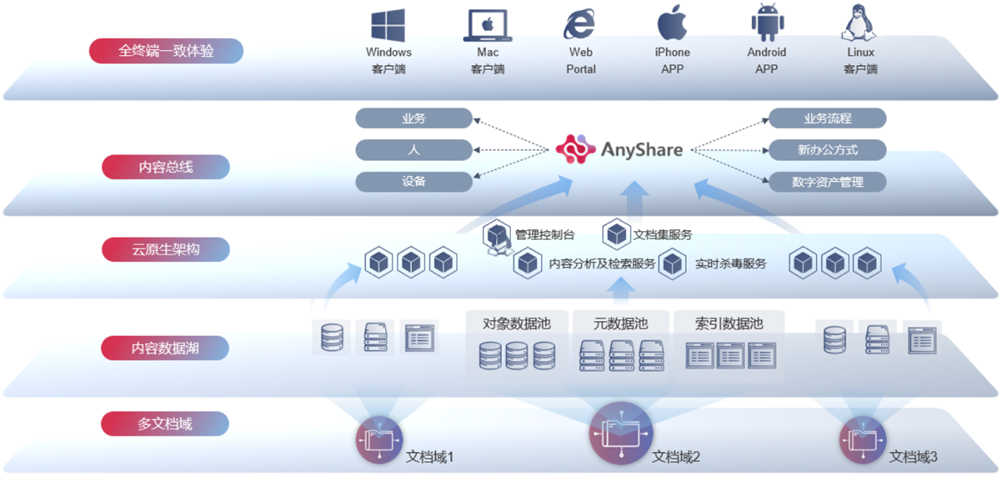 全终端一致体验
Windows
客户端
Mac
客户端
Web
Portal
iPhone
APP
Android
APP
Linux
客户端
内容总线
业务
人
设备
AnyShare
业务流程
新办公方式
数字资产管理
云原生架构
管理控制台
文档集服务
内容分析及检索服务
实时杀毒服务
内容数据湖
对象数据池
元数据池
索引数据池
多文档域
文档域1
文档域2
文档域3